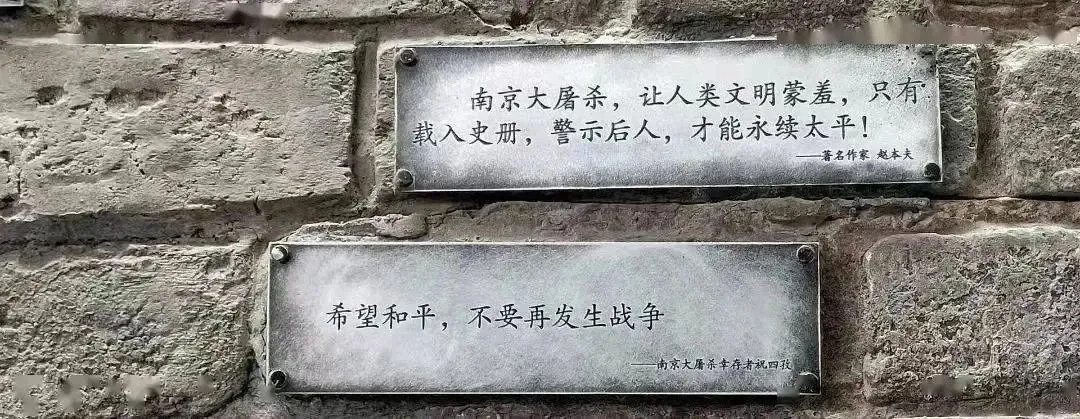 南京大屠杀，让人类文明蒙羞，只有
载入史册，警示后人，才能永续太平！
——著名作家 赵本夫
希望和平，不要再发生战争
——南京大屠杀幸存者祝四孜